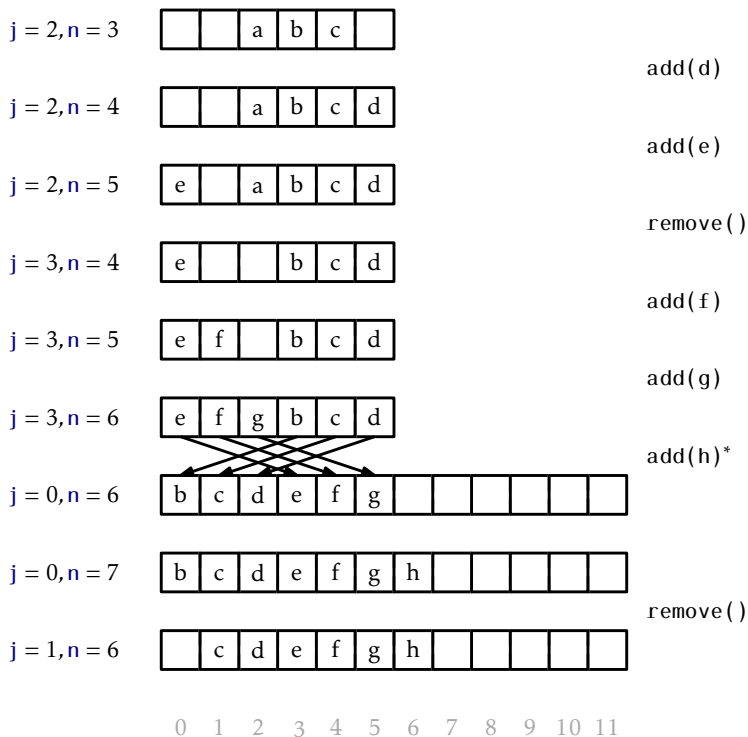 j = 2, n = 3 a b c
add(d)
j = 2, n = 4 a b c d
add(e)
j = 2, n = 5 e a b c d
remove()
j = 3, n = 4 e b c d
add(f)
j = 3, n = 5 e f b c d
add(g)
j = 3, n = 6 e f g b c d
add(h)*
j = 0, n = 6 b c d e f g
j = 0, n = 7 b c d e f g h
remove()
j = 1, n = 6 c d e f g h
0 1 2 3 4 5 6 7 8 9 10 11